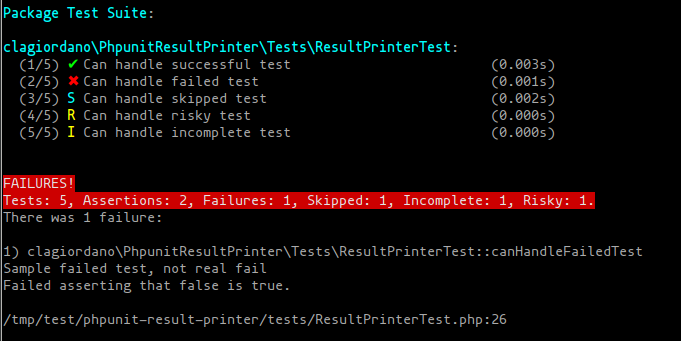 Package Test Suite:
clagiordano\PhpunitResultPrinter\Tests\ResultPrinterTest:
(1/5) ✔ Can handle successful test (0.003s)
(2/5) ✖ Can handle failed test (0.001s)
(3/5) S Can handle skipped test (0.002s)
(4/5) R Can handle risky test (0.000s)
(5/5) I Can handle incomplete test (0.000s)
FAILURES!
Tests: 5, Assertions: 2, Failures: 1, Skipped: 1, Incomplete: 1, Risky: 1.
There was 1 failure:
1) clagiordano\PhpunitResultPrinter\Tests\ResultPrinterTest::canHandleFailedTest
Sample failed test, not real fail
Failed asserting that false is true.
/tmp/test/phpunit-result-printer/tests/ResultPrinterTest.php:26